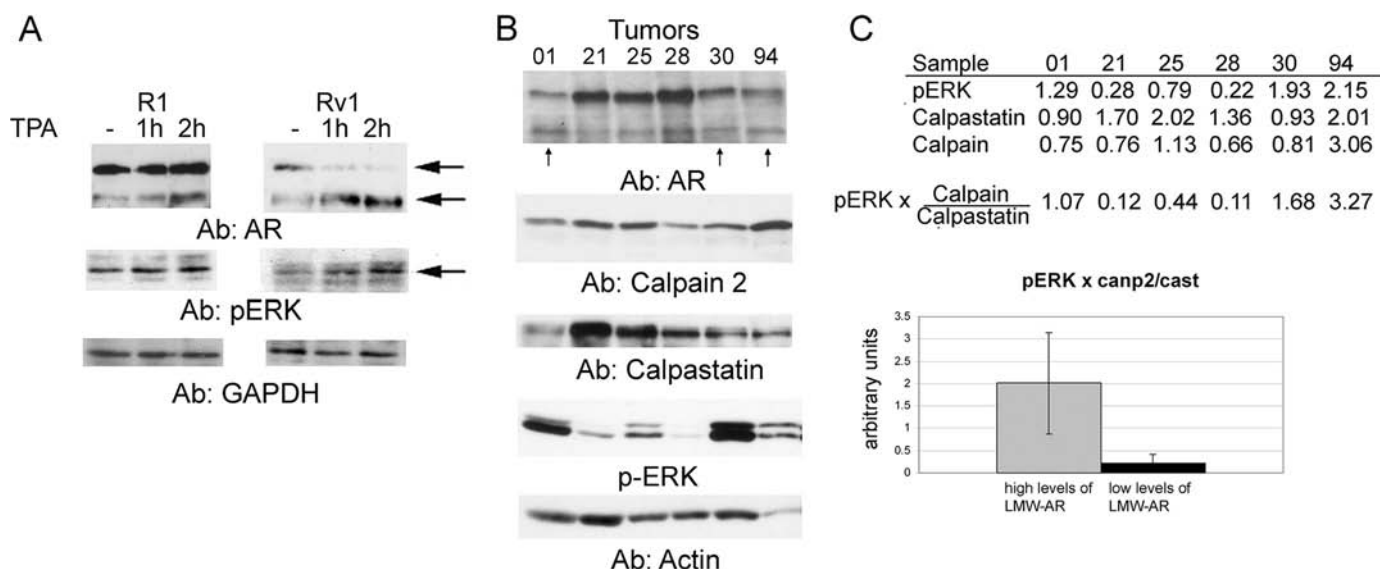 A
R1 Rv1
TPA - 1h 2h - 1h 2h
Ab: AR
Ab: pERK
Ab: GAPDH
B
Tumors
01 21 25 28 30 94
Ab: AR
Ab: Calpain 2
Ab: Calpastatin
p-ERK
Ab: Actin
C
Sample 01 21 25 28 30 94
pERK 1.29 0.28 0.79 0.22 1.93 2.15
Calpastatin 0.90 1.70 2.02 1.36 0.93 2.01
Calpain 0.75 0.76 1.13 0.66 0.81 3.06
pERK x Calpain
Calpastatin 1.07 0.12 0.44 0.11 1.68 3.27
pERK x canp2/cast
arbitrary units
3.5
3
2.5
2
1.5
1
0.5
0
high levels of
LMW-AR
low levels of
LMW-AR